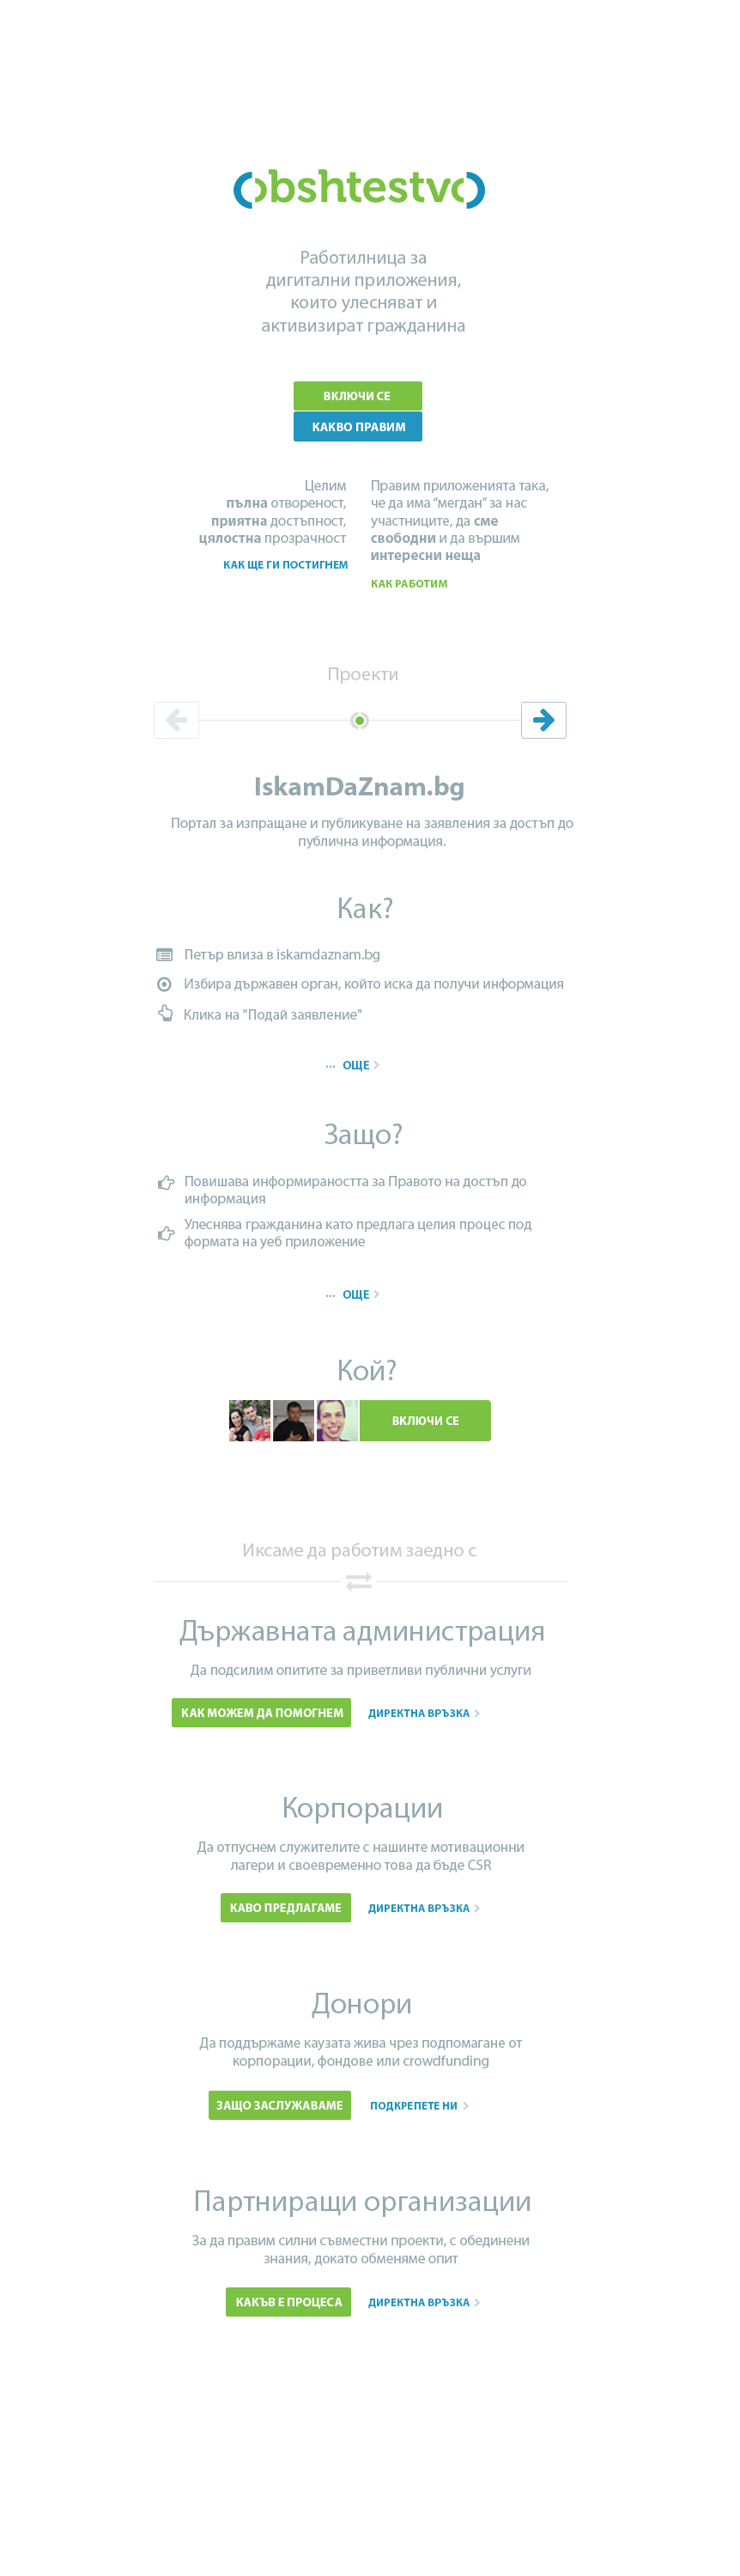 obshtestvo
Работилница за
дигитални приложения,
които улесняват и
активизират гражданина
ВКЛЮЧИ СЕ
КАКВО ПРАВИМ
Целим
пълна отвореност,
приятна достъпност,
цялостна прозрачност
КАК ЩЕ ГИ ПОСТИГНЕМ
Правим приложенията така,
че да има “мегдан” за нас
участниците, да сме
свободни и да вършим
интересни неща
КАК РАБОТИМ
Проекти
IskamDaZnam.bg
Портал за изпращане и публикуване на заявления за достъп до
публична информация.
Как?
Петър влиза в iskamdaznam.bg
Избира държавен орган, който иска да получи информация
Клика на "Подай заявление"
... ОЩЕ
Защо?
Повишава информираността за Правото на достъп до
информация
Улеснява гражданина като предлага целия процес под
формата на уеб приложение
... ОЩЕ
Кой?
ВКЛЮЧИ СЕ
Иксаме да работим заедно с
Държавната администрация
Да подсилим опитите за приветливи публични услуги
КАК МОЖЕМ ДА ПОМОГНЕМ ДИРЕКТНА ВРЪЗКА
Корпорации
Да отпуснем служителите с нашинте мотивационни
лагери и своевременно това да бъде CSR
КАВО ПРЕДЛАГАМЕ ДИРЕКТНА ВРЪЗКА
Донори
Да поддържаме каузата жива чрез подпомагане от
корпорации, фондове или crowdfunding
ЗАЩО ЗАСЛУЖАВАМЕ ПОДКРЕПЕТЕ НИ
Партниращи организации
За да правим силни съвместни проекти, с обединени
знания, докато обменяме опит
КАКЪВ Е ПРОЦЕСА ДИРЕКТНА ВРЪЗКА